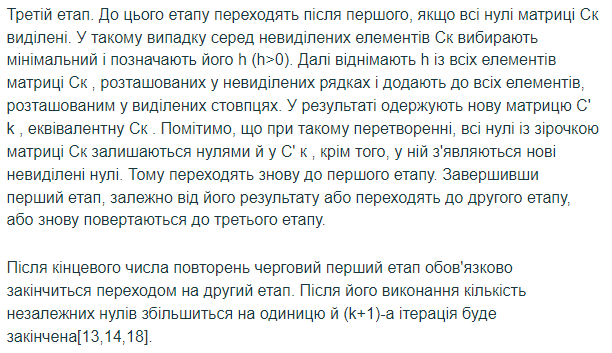 Третій етап. До цього етапу переходять після першого, якщо всі нулі матриці Ск
виділені. У такому випадку серед невиділених елементів Ск вибирають
мінімальний і позначають його h (h>0). Далі віднімають h із всіх елементів
матриці Ск , розташованих у невиділених рядках і додають до всіх елементів,
розташованим у виділених стовпцях. У результаті одержують нову матрицю C'
k , еквівалентну Ск . Помітимо, що при такому перетворенні, всі нулі із зірочкою
матриці Ск залишаються нулями й у C' к , крім того, у ній з'являються нові
невиділені нулі. Тому переходять знову до першого етапу. Завершивши
перший етап, залежно від його результату або переходять до другого етапу,
або знову повертаються до третього етапу.
Після кінцевого числа повторень черговий перший етап обов'язково
закінчиться переходом на другий етап. Після його виконання кількість
незалежних нулів збільшиться на одиницю й (k+1)-а ітерація буде
закінчена[13,14,18].